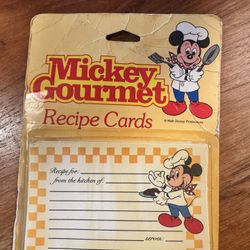 Mickey
Gourmet
Recipe Cards
© Walt Disney Productions
Recipe for:
from the kitchen of
serves: